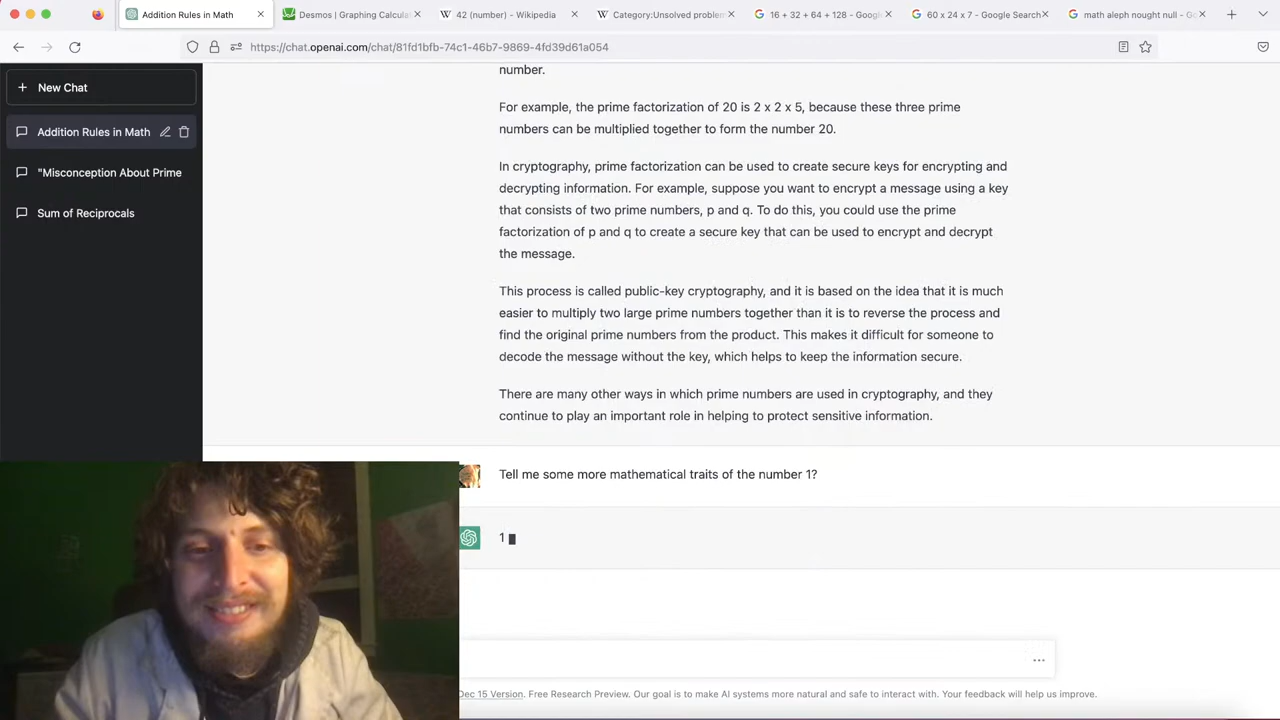 Addition Rules in Math
Desmos | Graphing Calcula
42 (number) - Wikipedia
Category:Unsolved problem
16 + 32 + 64 + 128 - Google
60 x 24 x 7 - Google Search
math aleph nought null - Go
https://chat.openai.com/chat/81fd1bfb-74c1-46b7-9869-4fd39d61a054
New Chat
Addition Rules in Math
"Misconception About Prime
Sum of Reciprocals
number.
For example, the prime factorization of 20 is 2 x 2 x 5, because these three prime
numbers can be multiplied together to form the number 20.
In cryptography, prime factorization can be used to create secure keys for encrypting and
decrypting information. For example, suppose you want to encrypt a message using a key
that consists of two prime numbers, p and q. To do this, you could use the prime
factorization of p and q to create a secure key that can be used to encrypt and decrypt
the message.
This process is called public-key cryptography, and it is based on the idea that it is much
easier to multiply two large prime numbers together than it is to reverse the process and
find the original prime numbers from the product. This makes it difficult for someone to
decode the message without the key, which helps to keep the information secure.
There are many other ways in which prime numbers are used in cryptography, and they
continue to play an important role in helping to protect sensitive information.
Tell me some more mathematical traits of the number 1?
1
Dec 15 Version. Free Research Preview. Our goal is to make AI systems more natural and safe to interact with. Your feedback will help us improve.